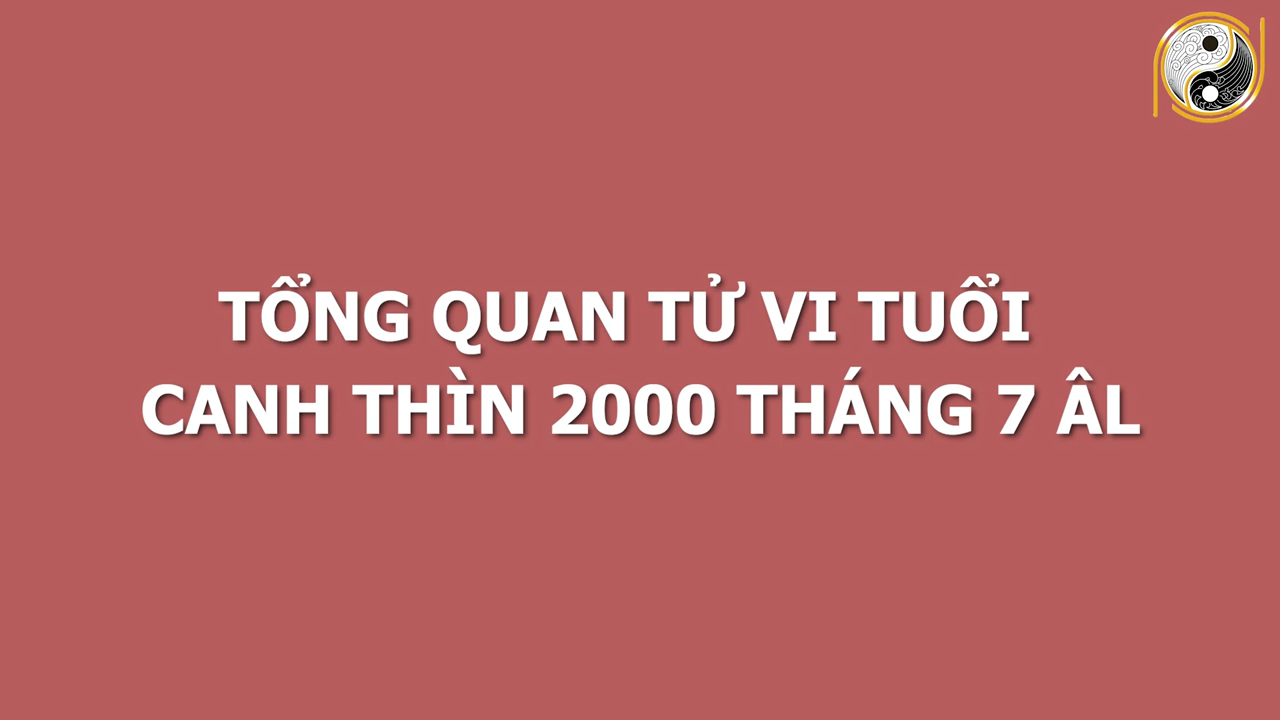 TỔNG QUAN TỬ VI TUỔI
CANH THÌN 2000 THÁNG 7 ÂL